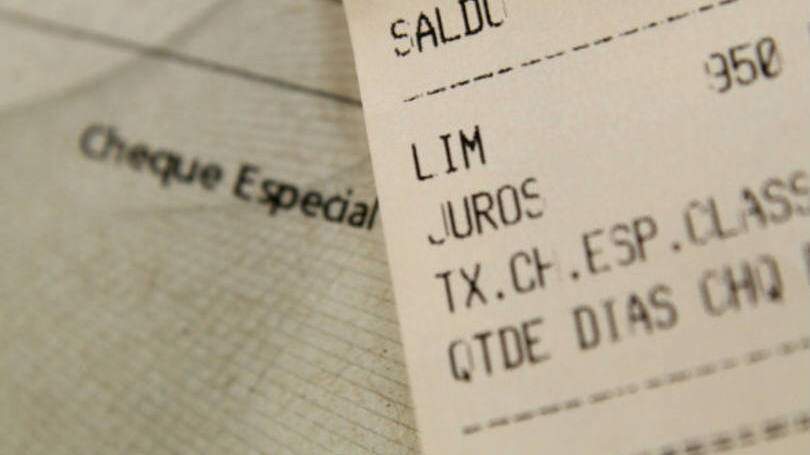 Cheque Especial
SALDO
950
LIM
JUROS
TX.CH.ESP.CLASS
QTDE DIAS CHQ